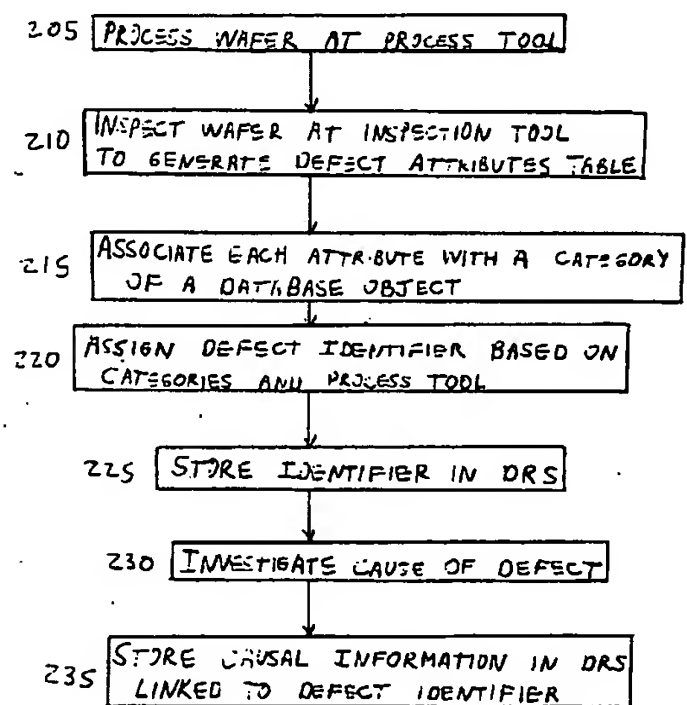 205 PROCESS WAFER AT PROCESS TOOL
210 INSPECT WAFER AT INSPECTION TOOL
TO GENERATE DEFECT ATTRIBUTES TABLE
215 ASSOCIATE EACH ATTRIBUTE WITH A CATEGORY
OF A DATABASE OBJECT
220 ASSIGN DEFECT IDENTIFIER BASED ON
CATEGORIES AND PROCESS TOOL
225 STORE IDENTIFIER IN DRS
230 INVESTIGATE CAUSE OF DEFECT
235 STORE CAUSAL INFORMATION IN DRS
LINKED TO DEFECT IDENTIFIER